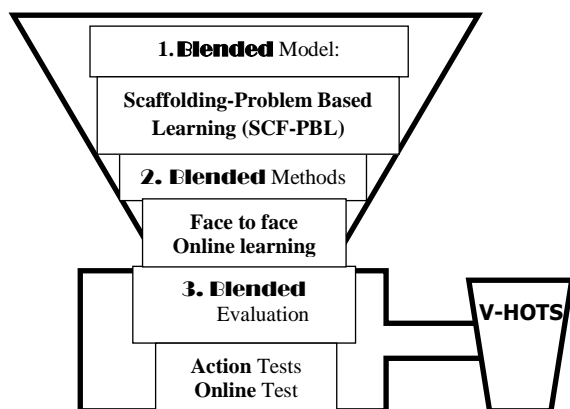 1. Blended Model:
Scaffolding-Problem Based
Learning (SCF-PBL)
2. Blended Methods
Face to face
Online learning
3. Blended
Evaluation
V-HOTS
Action Tests
Online Test